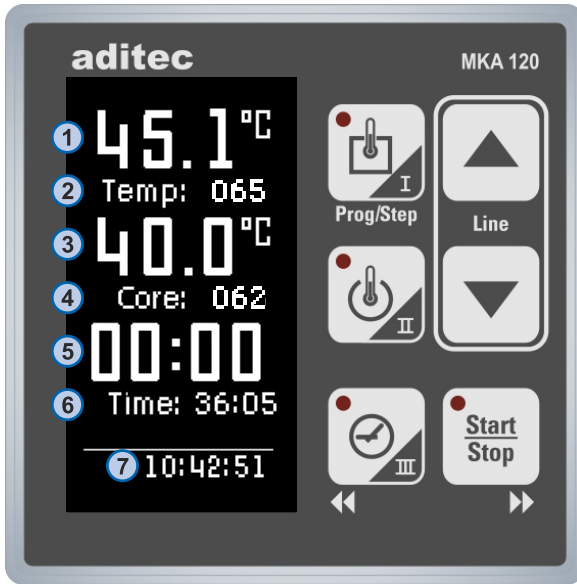 aditec
MKA 120
1 45.1°C
2 Temp: 065
3 40.0°C
4 Core: 062
5 00:00
6 Time: 36:05
7 10:42:51
I
Prog/Step
Line
II
III
Start
Stop